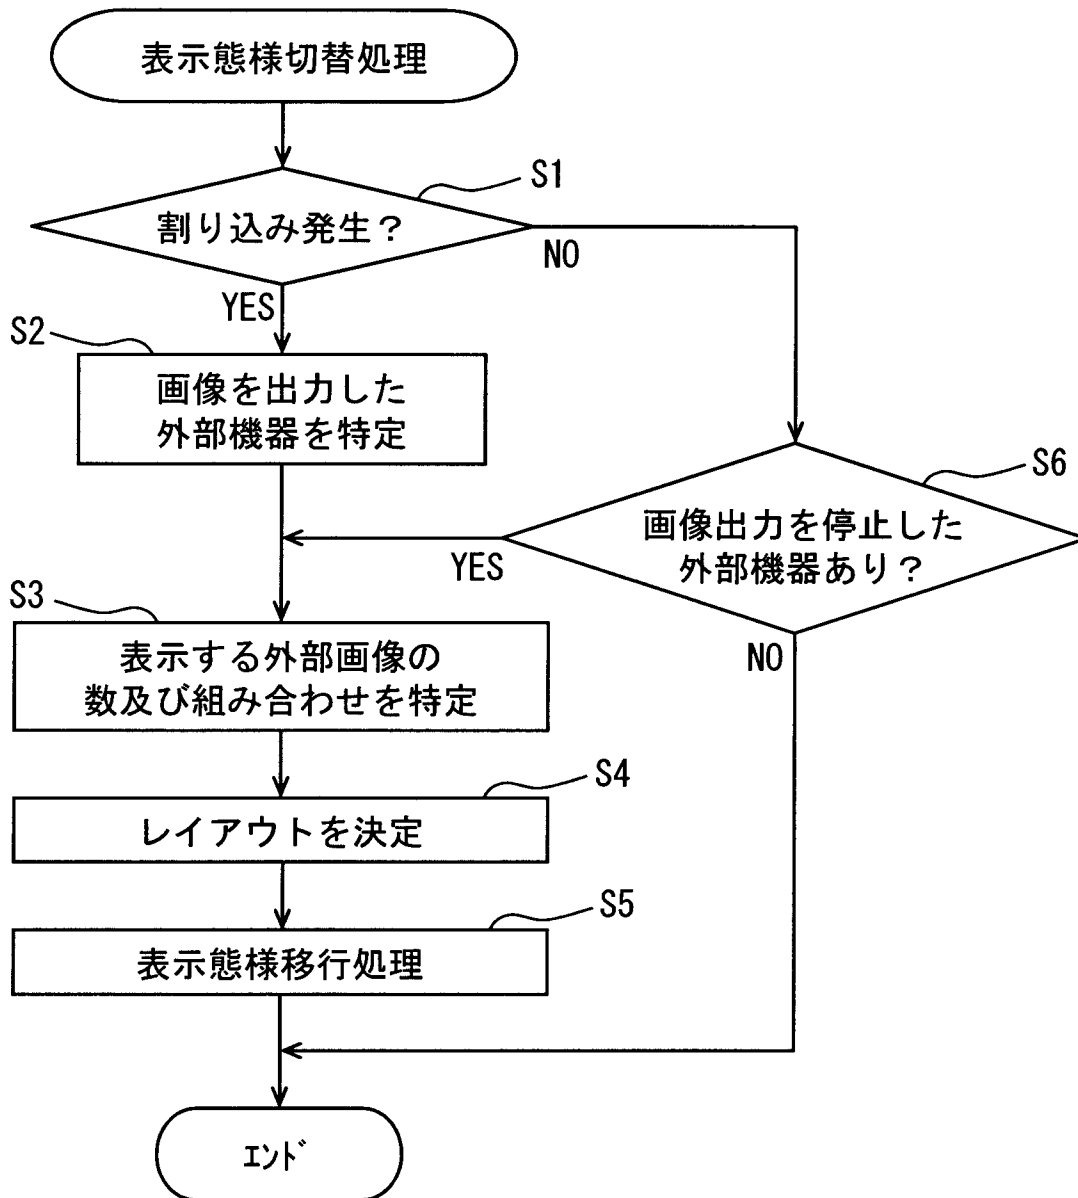 表示態様切替処理
S1
割り込み発生？
NO
YES
S2
画像を出力した
外部機器を特定
S6
画像出力を停止した
外部機器あり？
YES
NO
S3
表示する外部画像の
数及び組み合わせを特定
S4
レイアウトを決定
S5
表示態様移行処理
ｴﾝﾄﾞ